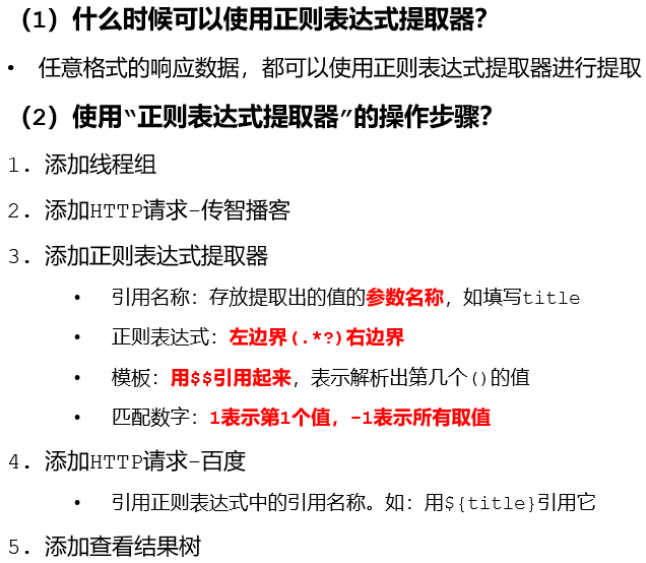 （1）什么时候可以使用正则表达式提取器？
• 任意格式的响应数据，都可以使用正则表达式提取器进行提取
（2）使用“正则表达式提取器”的操作步骤？
1. 添加线程组
2. 添加HTTP请求-传智播客
3. 添加正则表达式提取器
• 引用名称：存放提取出的值的参数名称，如填写title
• 正则表达式：左边界(.*?)右边界
• 模板：用$$引用起来，表示解析出第几个()的值
• 匹配数字：1表示第1个值，-1表示所有取值
4. 添加HTTP请求-百度
• 引用正则表达式中的引用名称。如：用${title}引用它
5. 添加查看结果树